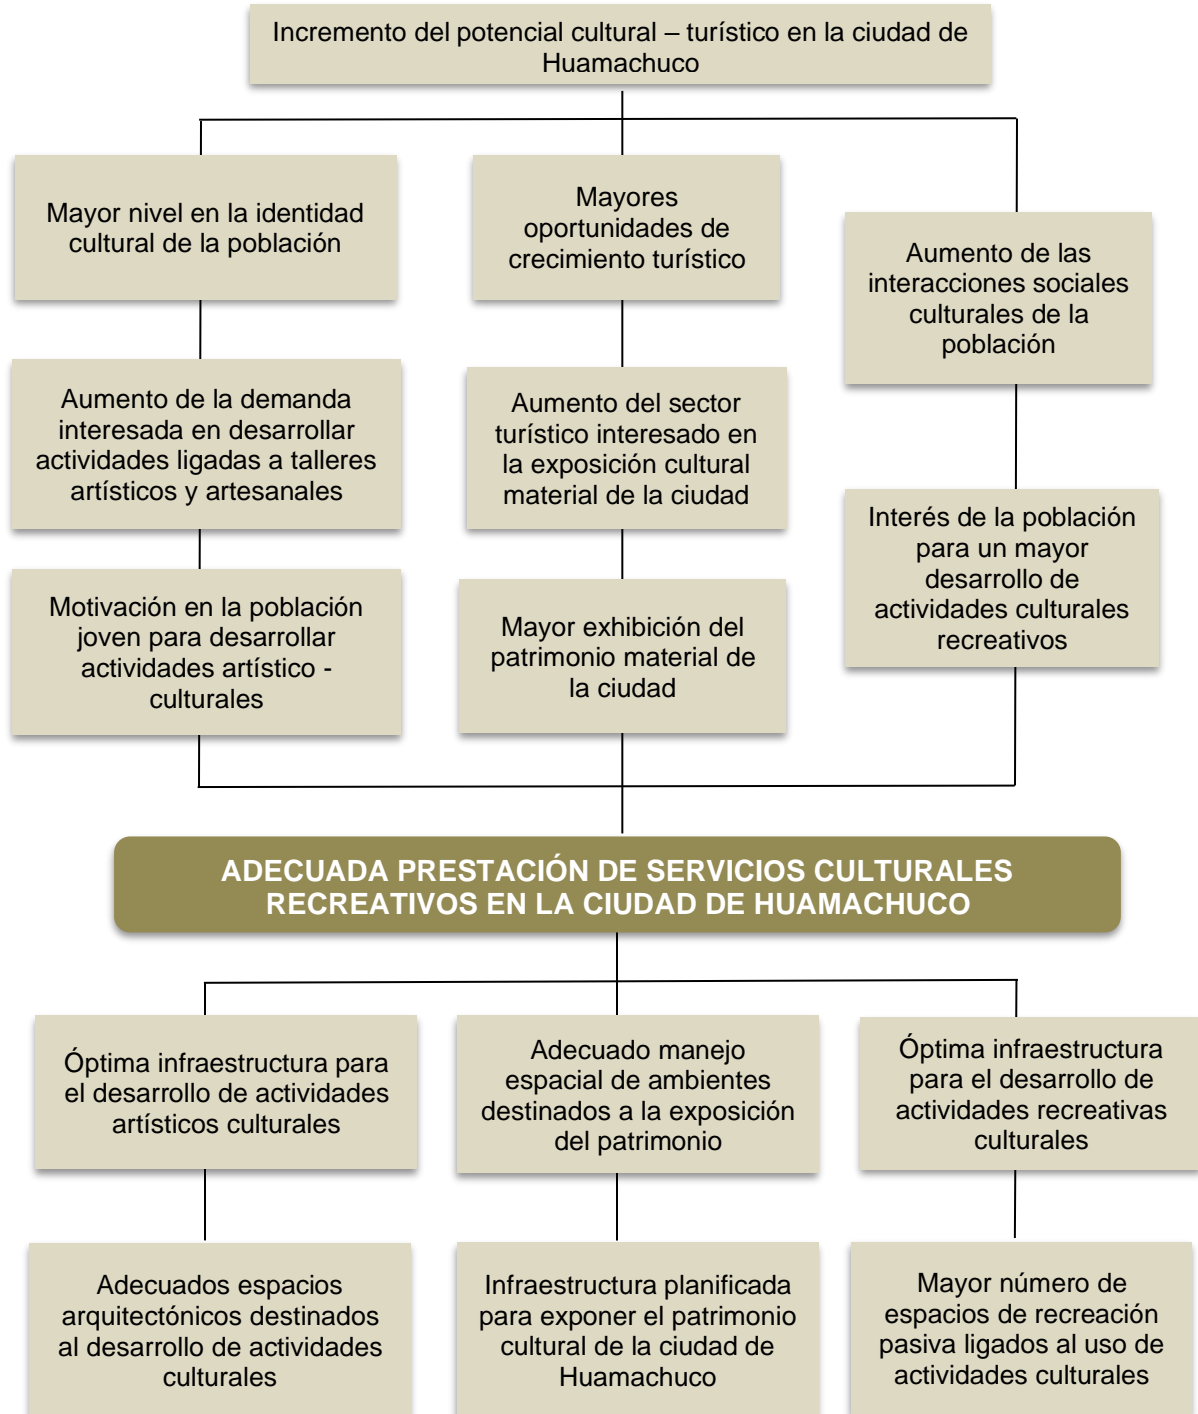 Incremento del potencial cultural – turístico en la ciudad de
Huamachuco
Mayor nivel en la identidad
cultural de la población
Mayores
oportunidades de
crecimiento turístico
Aumento de las
interacciones sociales
culturales de la
población
Aumento de la demanda
interesada en desarrollar
actividades ligadas a talleres
artísticos y artesanales
Aumento del sector
turístico interesado en
la exposición cultural
material de la ciudad
Interés de la población
para un mayor
desarrollo de
actividades culturales
recreativos
Motivación en la población
joven para desarrollar
actividades artístico -
culturales
Mayor exhibición del
patrimonio material de
la ciudad
ADECUADA PRESTACIÓN DE SERVICIOS CULTURALES
RECREATIVOS EN LA CIUDAD DE HUAMACHUCO
Óptima infraestructura para
el desarrollo de actividades
artísticos culturales
Adecuado manejo
espacial de ambientes
destinados a la exposición
del patrimonio
Óptima infraestructura
para el desarrollo de
actividades recreativas
culturales
Adecuados espacios
arquitectónicos destinados
al desarrollo de actividades
culturales
Infraestructura planificada
para exponer el patrimonio
cultural de la ciudad de
Huamachuco
Mayor número de
espacios de recreación
pasiva ligados al uso de
actividades culturales